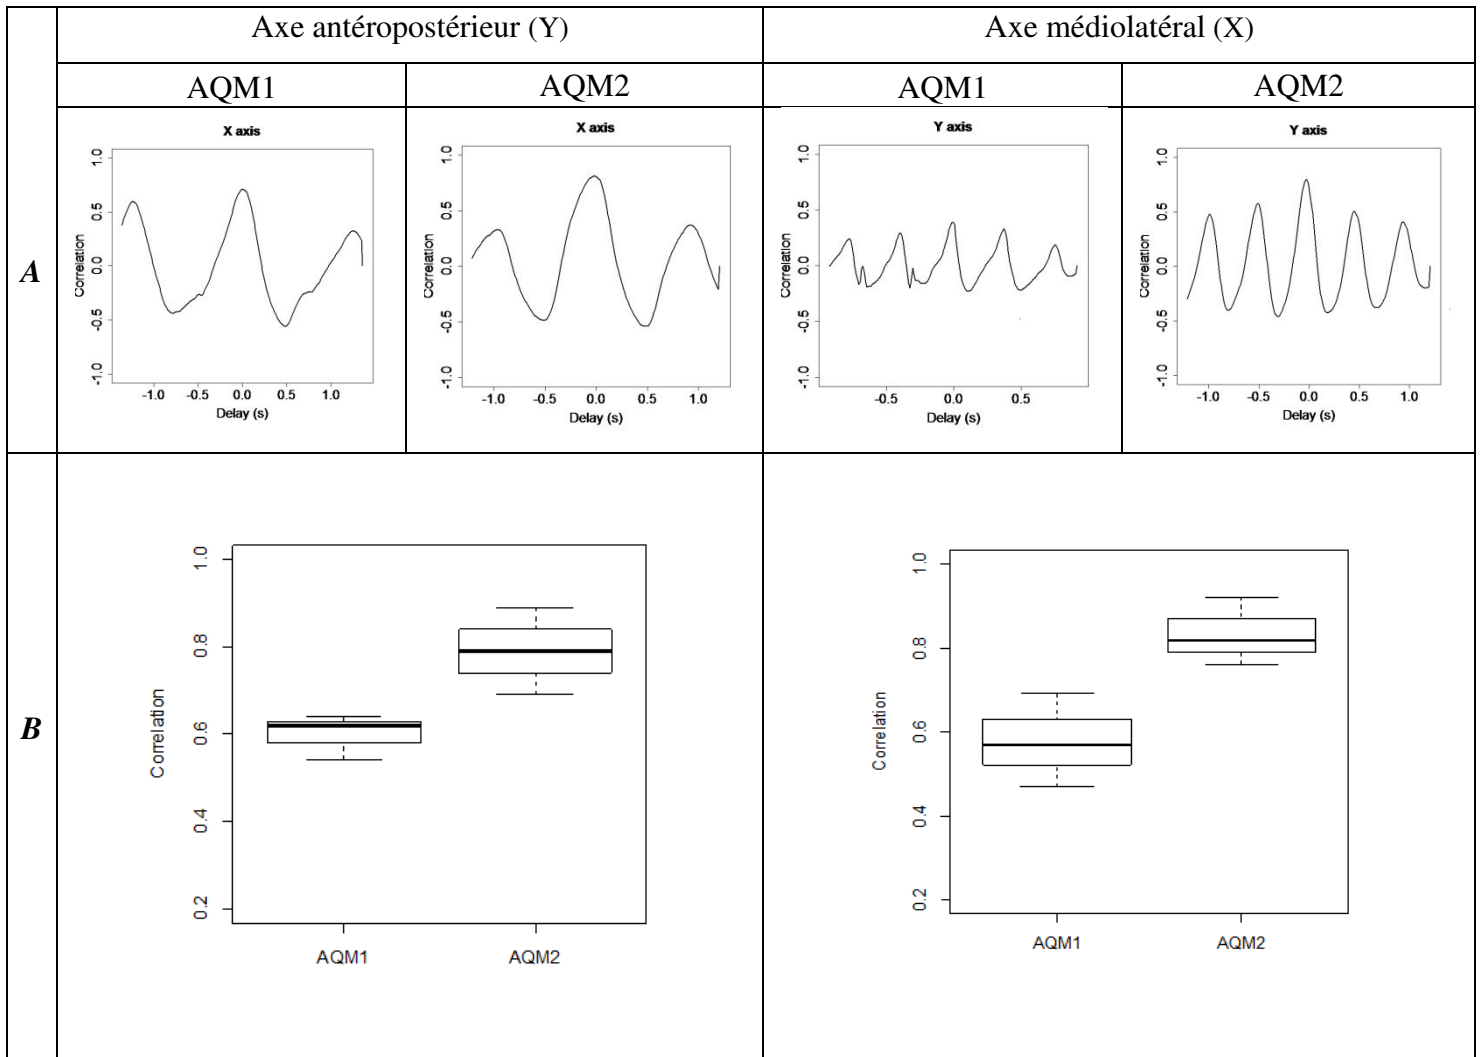 Axe antéropostérieur (Y)
Axe médiolatéral (X)
AQM1
AQM2
AQM1
AQM2
A
X axis
1.0
0.5
0.0
-0.5
-1.0
Correlation
-1.0 -0.5 0.0 0.5 1.0
Delay (s)
X axis
1.0
0.5
0.0
-0.5
-1.0
Correlation
-1.0 -0.5 0.0 0.5 1.0
Delay (s)
Y axis
1.0
0.5
0.0
-0.5
-1.0
Correlation
-0.5 0.0 0.5
Delay (s)
Y axis
1.0
0.5
0.0
-0.5
-1.0
Correlation
-1.0 -0.5 0.0 0.5 1.0
Delay (s)
B
1.0
0.8
0.6
0.4
0.2
Correlation
AQM1 AQM2
1.0
0.8
0.6
0.4
0.2
Correlation
AQM1 AQM2